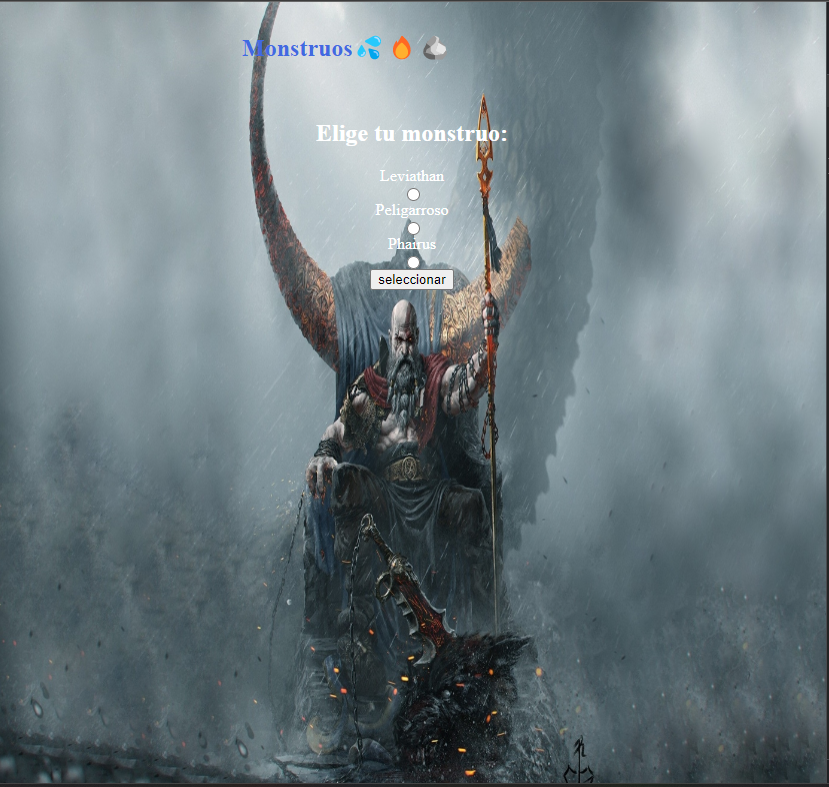 Monstruos💦 🔥 🪨
Elige tu monstruo:
Leviathan
Peligarroso
Phairus
seleccionar